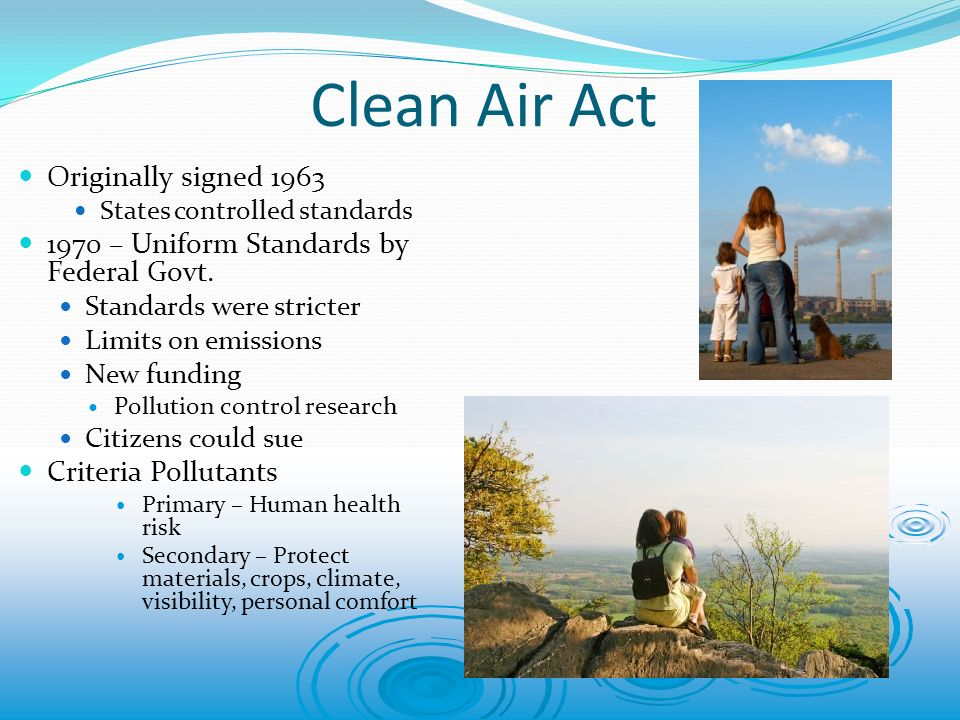 Clean Air Act
Originally signed 1963
States controlled standards
1970 – Uniform Standards by
Federal Govt.
Standards were stricter
Limits on emissions
New funding
Pollution control research
Citizens could sue
Criteria Pollutants
Primary – Human health
risk
Secondary – Protect
materials, crops, climate,
visibility, personal comfort